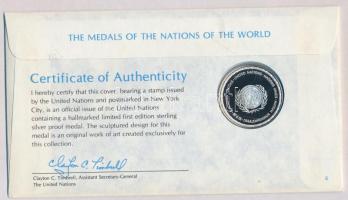 THE MEDALS OF THE NATIONS OF THE WORLD
Certificate of Authenticity
I hereby certify that this cover, bearing a stamp issued
by the United Nations and postmarked in New York
City, is an official issue of the United Nations
containing a hallmarked limited first edition sterling
silver proof medal. The sculptured design for this
medal is an original work of art created exclusively for
this collection.
Clayton C. Timbrell, Assistant Secretary-General
The United Nations